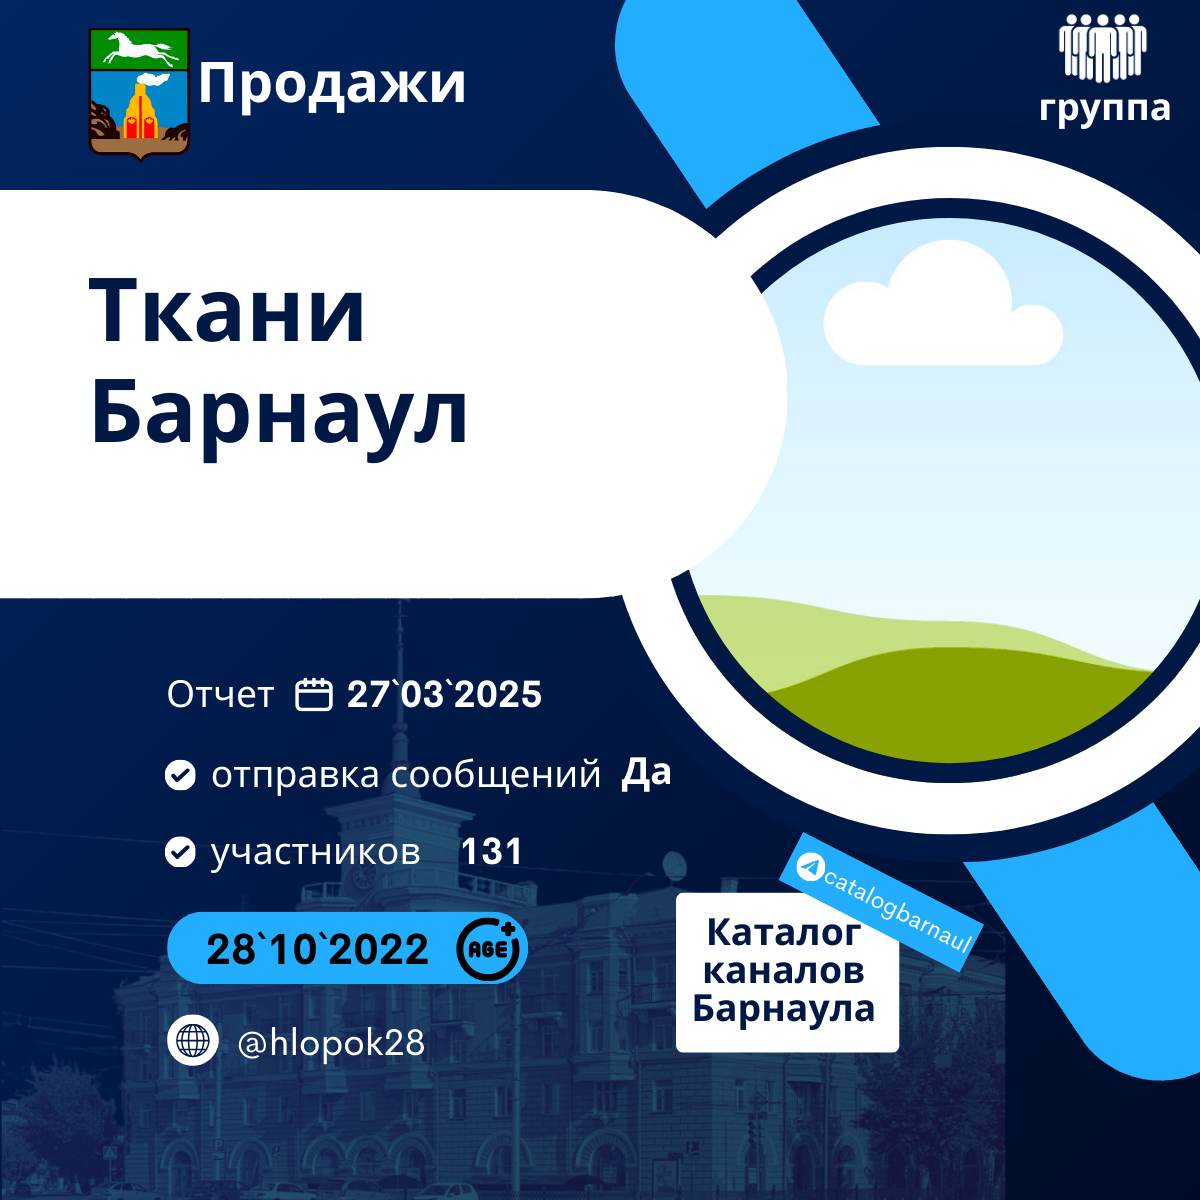 Продажи
группа
Ткани
Барнаул
Отчет 27`03`2025
отправка сообщений Да
участников 131
28`10`2022 AGE+
@hlopok28
catalogbarnaul
Каталог
каналов
Барнаула